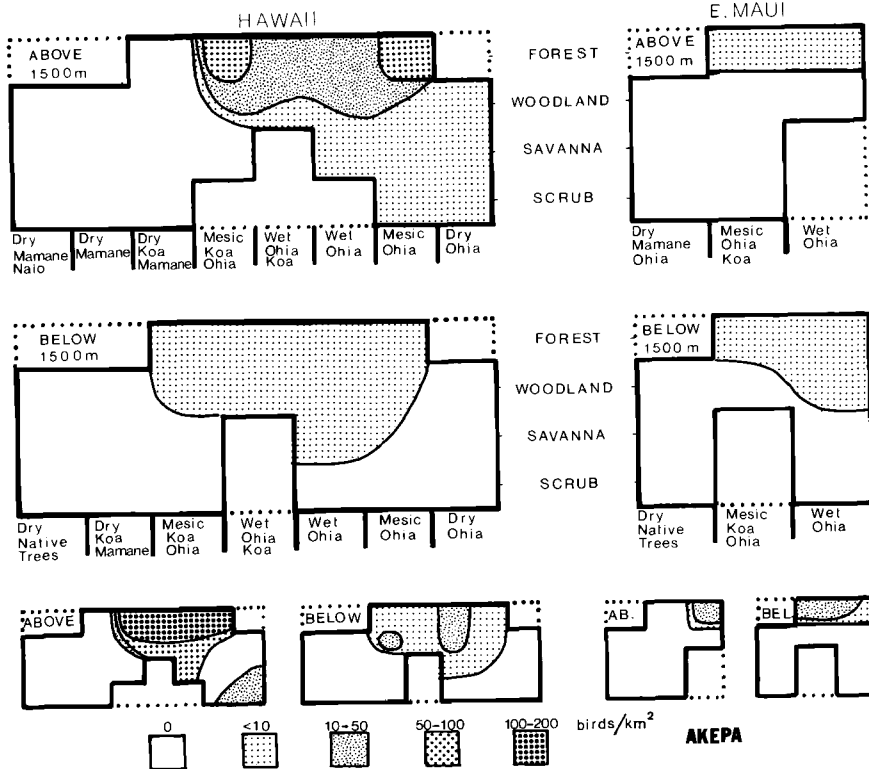 HAWAII
E. MAUI
ABOVE
1500m
FOREST
WOODLAND
SAVANNA
SCRUB
ABOVE
1500m
Dry
Mamane
Naio
Dry
Mamane
Dry
Koa
Mamane
Mesic
Koa
Ohia
Wet
Ohia
Koa
Wet
Ohia
Mesic
Ohia
Dry
Ohia
Dry
Mamane
Ohia
Mesic
Ohia
Koa
Wet
Ohia
BELOW
1500m
FOREST
WOODLAND
SAVANNA
SCRUB
BELOW
1500m
Dry
Native
Trees
Dry
Koa
Mamane
Mesic
Koa
Ohia
Wet
Ohia
Koa
Wet
Ohia
Mesic
Ohia
Dry
Ohia
Dry
Native
Trees
Mesic
Koa
Ohia
Wet
Ohia
ABOVE
BELOW
AB.
BEL.
0
<10
10-50
50-100
100-200
birds/km²
AKEPA